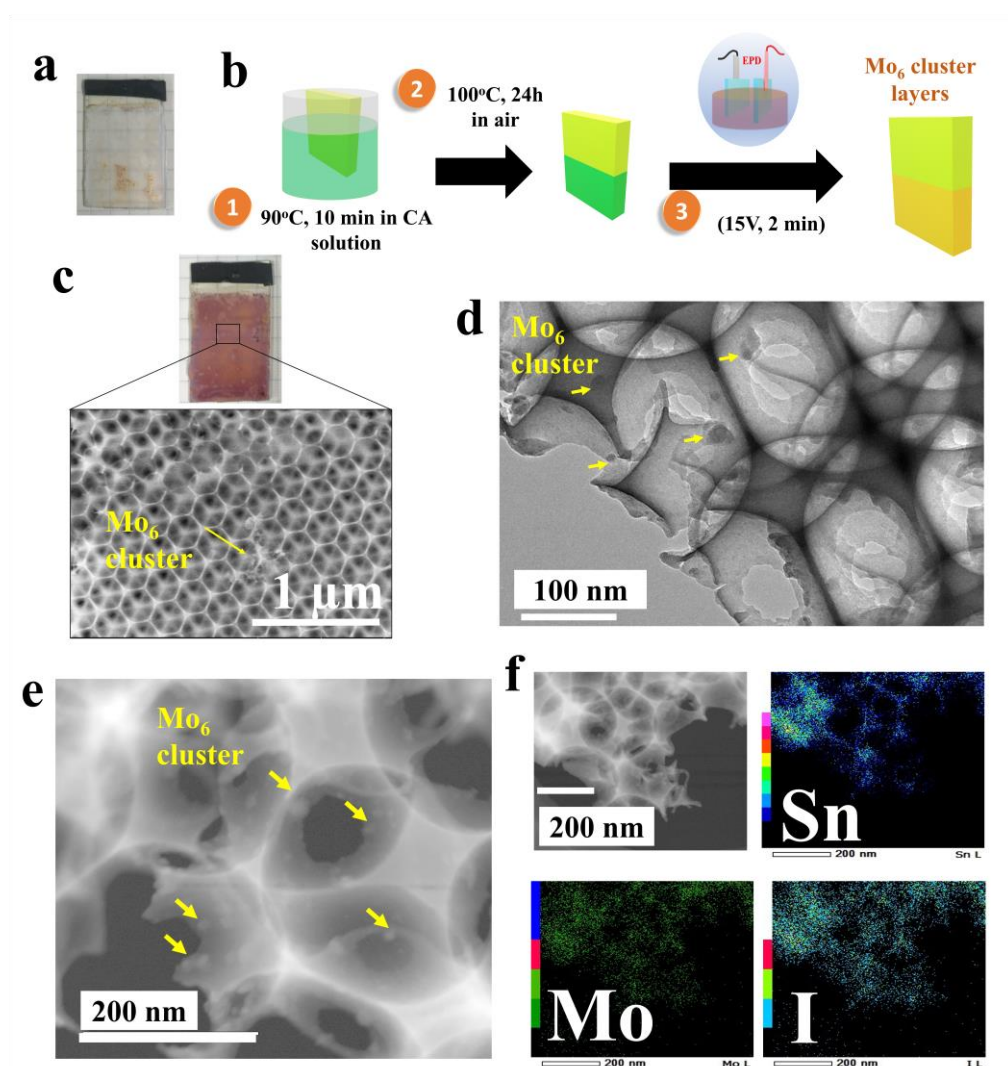 a
b
2
100°C, 24h
in air
EPD
Mo₆ cluster
layers
1
90°C, 10 min in CA
solution
3
(15V, 2 min)
c
Mo₆
cluster
1 μm
d
Mo₆
cluster
100 nm
e
Mo₆
cluster
200 nm
f
200 nm
Sn
200 nm
Sn L
Mo
200 nm
Mo L
I
200 nm
I L